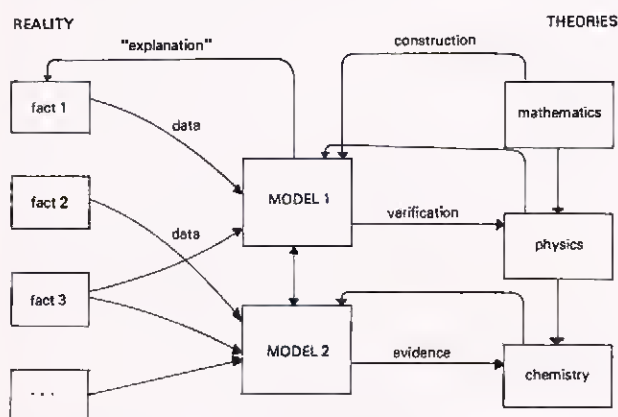 REALITY
THEORIES
"explanation"
construction
fact 1
mathematics
data
MODEL 1
fact 2
data
verification
physics
fact 3
MODEL 2
evidence
chemistry
...